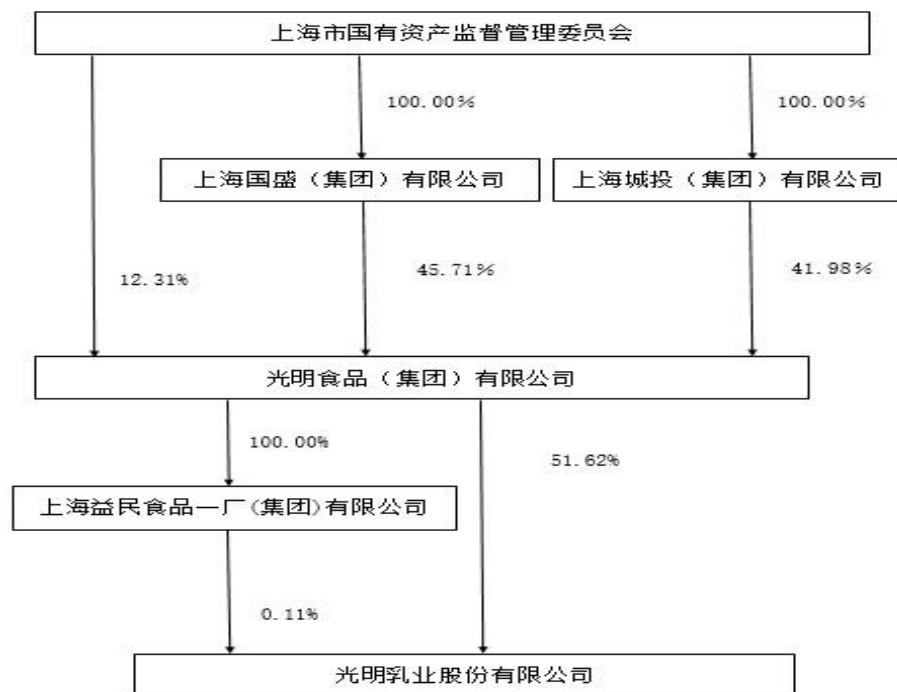 上海市国有资产监督管理委员会
100.00%
100.00%
上海国盛（集团）有限公司
上海城投（集团）有限公司
12.31%
45.71%
41.98%
光明食品（集团）有限公司
100.00%
51.62%
上海益民食品一厂(集团)有限公司
0.11%
光明乳业股份有限公司